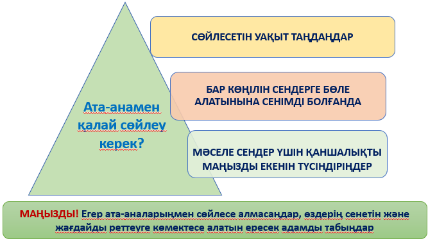 СӨЙЛЕСЕТІН УАҚЫТ ТАҢДАҢДАР
БАР КӨҢІЛІН СЕНДЕРГЕ БӨЛЕ
АЛАТЫНЫНА СЕНІМДІ БОЛҒАНДА
Ата-анамен
қалай сөйлеу
керек?
МӘСЕЛЕ СЕНДЕР ҮШІН ҚАНШАЛЫҚТЫ
МАҢЫЗДЫ ЕКЕНІН ТҮСІНДІРІҢДЕР
МАҢЫЗДЫ! Егер ата-аналарыңмен сөйлесе алмасаңдар, өздерің сенетін және
жағдайды реттеуге көмектесе алатын ересек адамды табыңдар